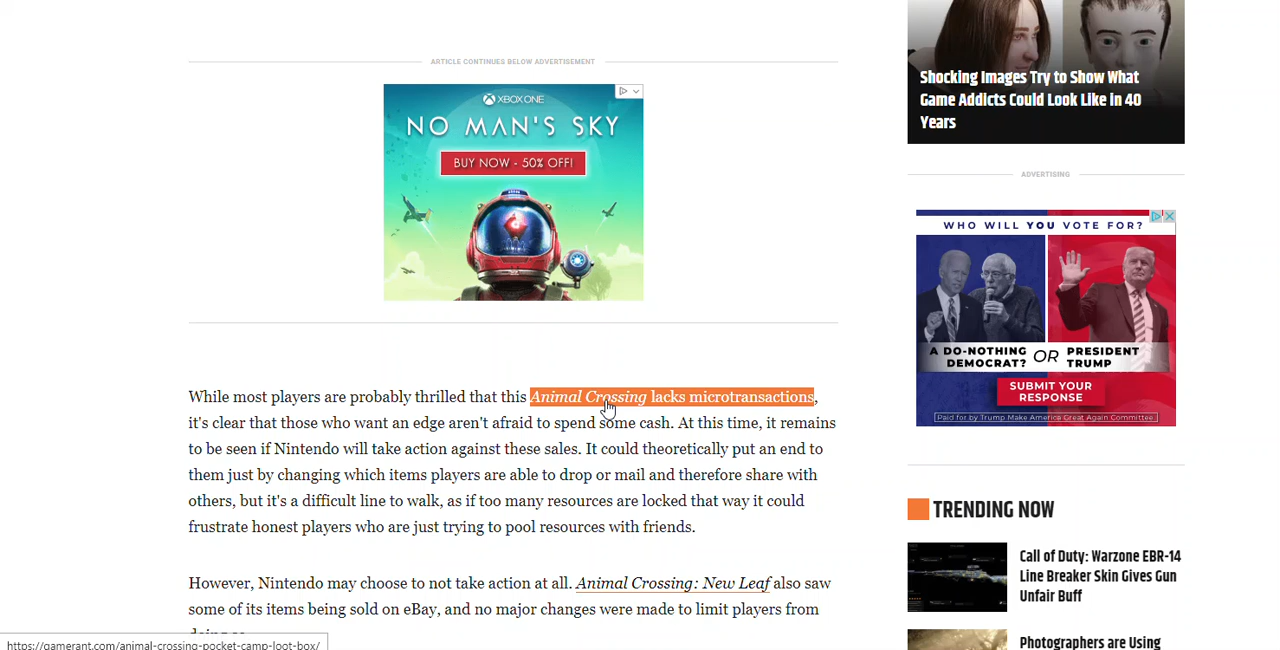 ARTICLE CONTINUES BELOW ADVERTISEMENT
XBOX ONE
NO MAN'S SKY
BUY NOW - 50% OFF!
While most players are probably thrilled that this Animal Crossing lacks microtransactions,
it's clear that those who want an edge aren't afraid to spend some cash. At this time, it remains
to be seen if Nintendo will take action against these sales. It could theoretically put an end to
them just by changing which items players are able to drop or mail and therefore share with
others, but it's a difficult line to walk, as if too many resources are locked that way it could
frustrate honest players who are just trying to pool resources with friends.
However, Nintendo may choose to not take action at all. Animal Crossing: New Leaf also saw
some of its items being sold on eBay, and no major changes were made to limit players from
https://gamerant.com/animal-crossing-pocket-camp-loot-box/
Shocking Images Try to Show What
Game Addicts Could Look Like in 40
Years
ADVERTISING
WHO WILL YOU VOTE FOR?
A DO-NOTHING
DEMOCRAT?
OR
PRESIDENT
TRUMP
SUBMIT YOUR
RESPONSE
Paid for by Trump Make America Great Again Committee.
TRENDING NOW
Call of Duty: Warzone EBR-14
Line Breaker Skin Gives Gun
Unfair Buff
Photographers are Using